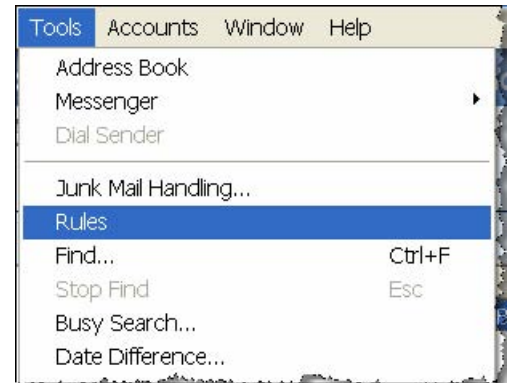 Tools Accounts Window Help
Address Book
Messenger
Dial Sender
Junk Mail Handling...
Rules
Find... Ctrl+F
Stop Find Esc
Busy Search...
Date Difference...